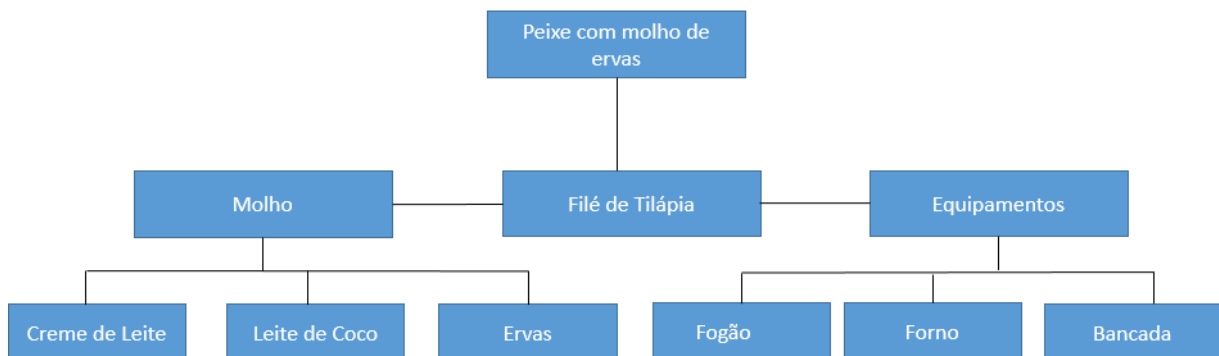 Peixe com molho de
ervas
Molho
Filé de Tilápia
Equipamentos
Creme de Leite
Leite de Coco
Ervas
Fogão
Forno
Bancada